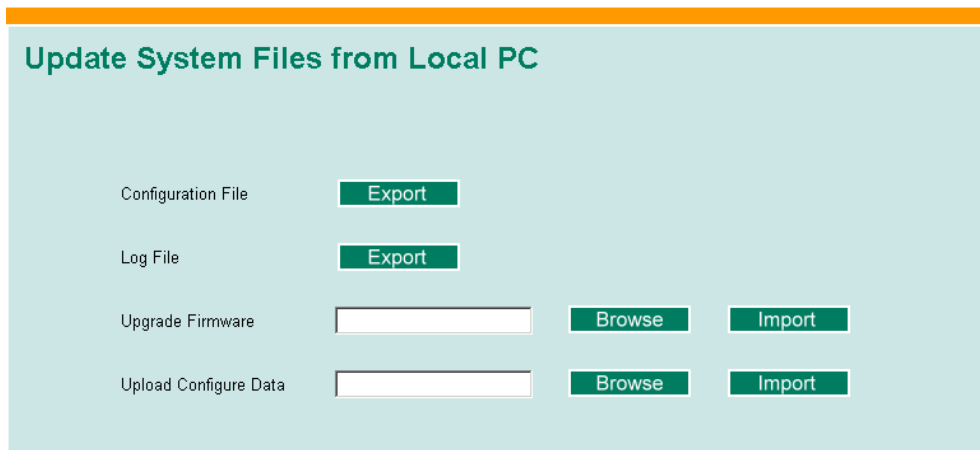 Update System Files from Local PC
Configuration File Export
Log File Export
Upgrade Firmware Browse Import
Upload Configure Data Browse Import